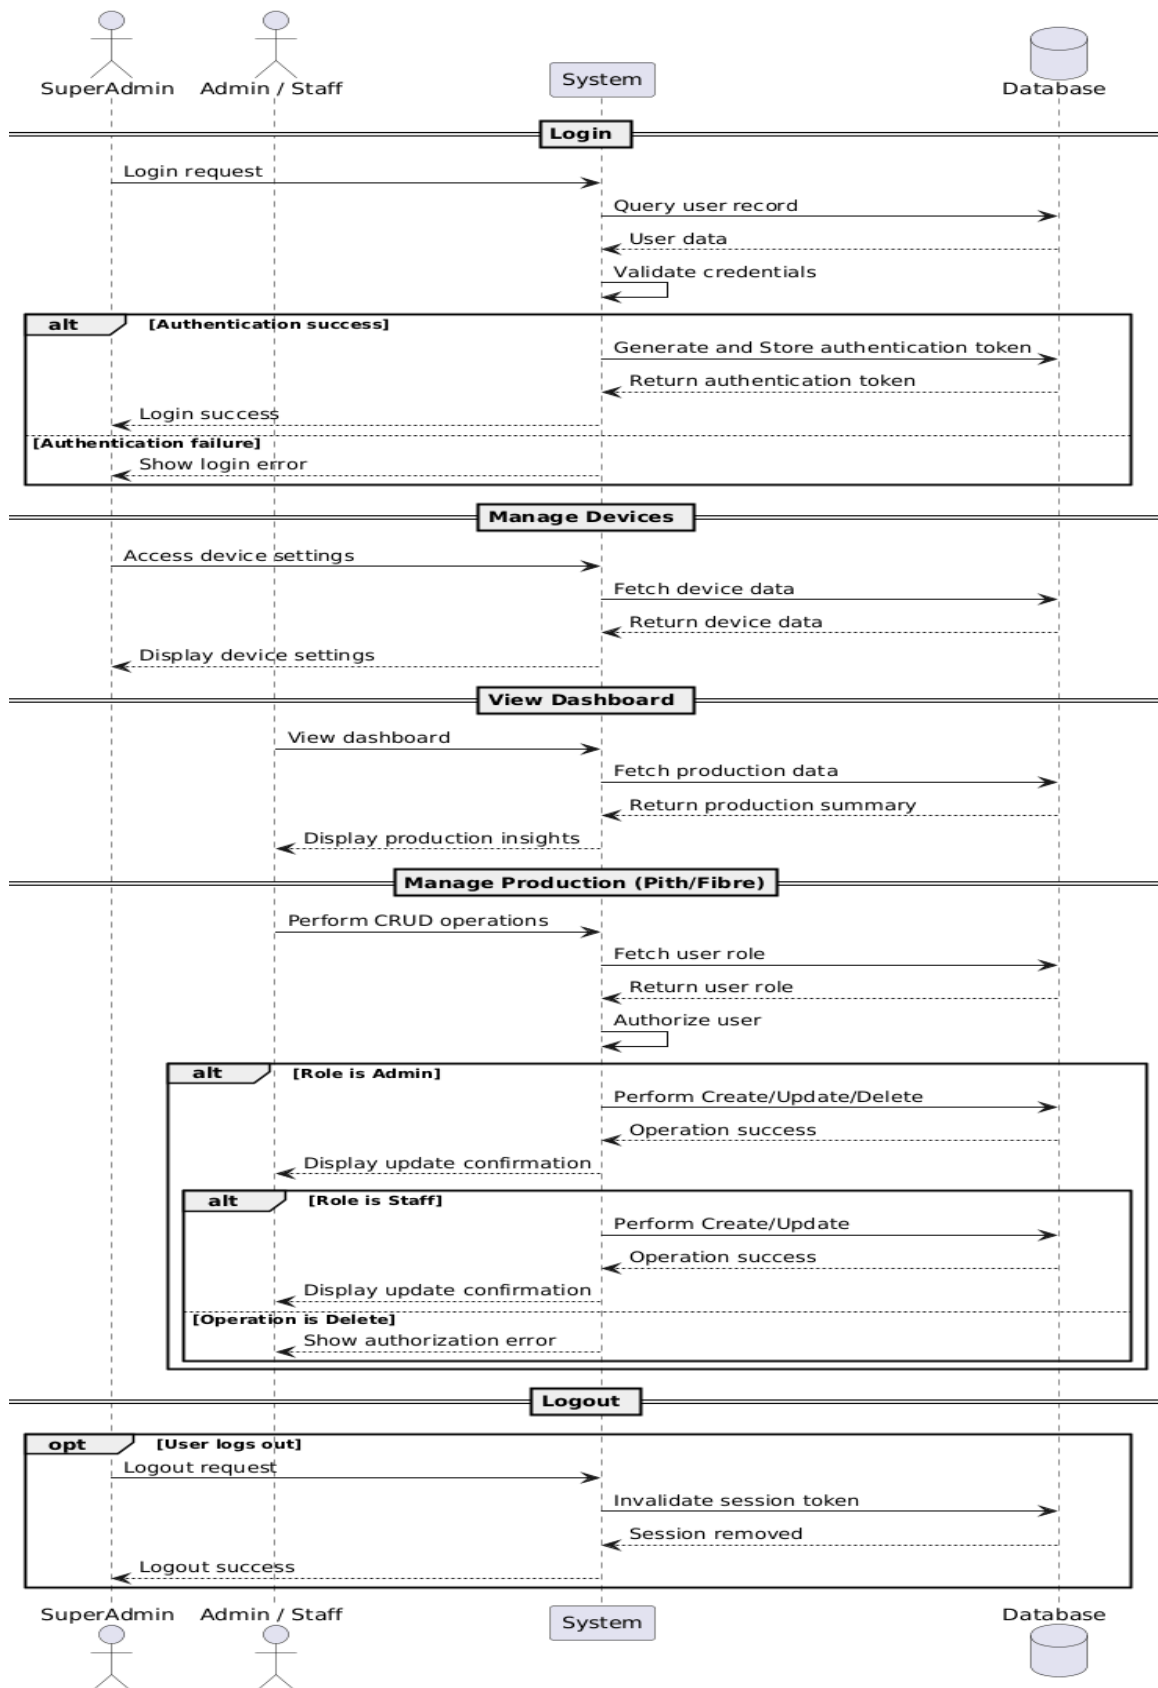 SuperAdmin Admin / Staff System Database
Login
Login request
Query user record
User data
Validate credentials
alt [Authentication success]
Generate and Store authentication token
Return authentication token
Login success
[Authentication failure]
Show login error
Manage Devices
Access device settings
Fetch device data
Return device data
Display device settings
View Dashboard
View dashboard
Fetch production data
Return production summary
Display production insights
Manage Production (Pith/Fibre)
Perform CRUD operations
Fetch user role
Return user role
Authorize user
alt [Role is Admin]
Perform Create/Update/Delete
Operation success
Display update confirmation
alt [Role is Staff]
Perform Create/Update
Operation success
Display update confirmation
[Operation is Delete]
Show authorization error
Logout
opt [User logs out]
Logout request
Invalidate session token
Session removed
Logout success
SuperAdmin Admin / Staff System Database